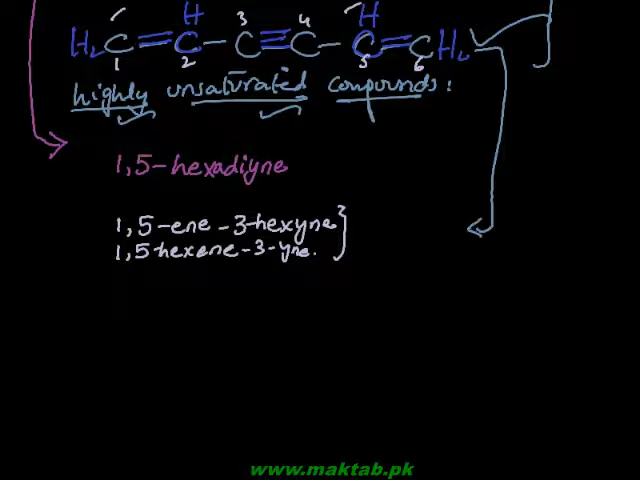 H 3 4 H
H₂C=C-C≡C-C=CH₂
1 2 5 6
highly unsaturated compounds:
1,5-hexadiyne
1,5-ene-3-hexyne
1,5-hexene-3-yne.
www.maktab.pk